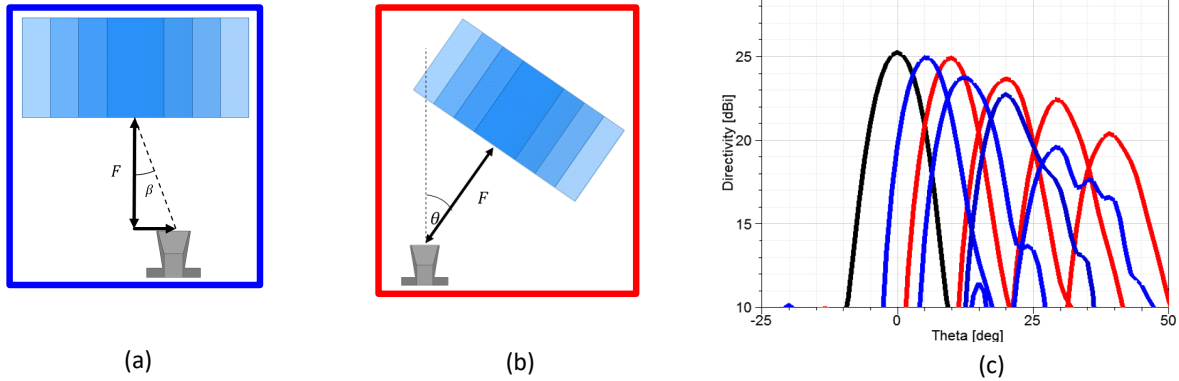 F
β
(a)
θ
F
(b)
Directivity [dBi]
25
20
15
10
-25
0
25
50
Theta [deg]
(c)